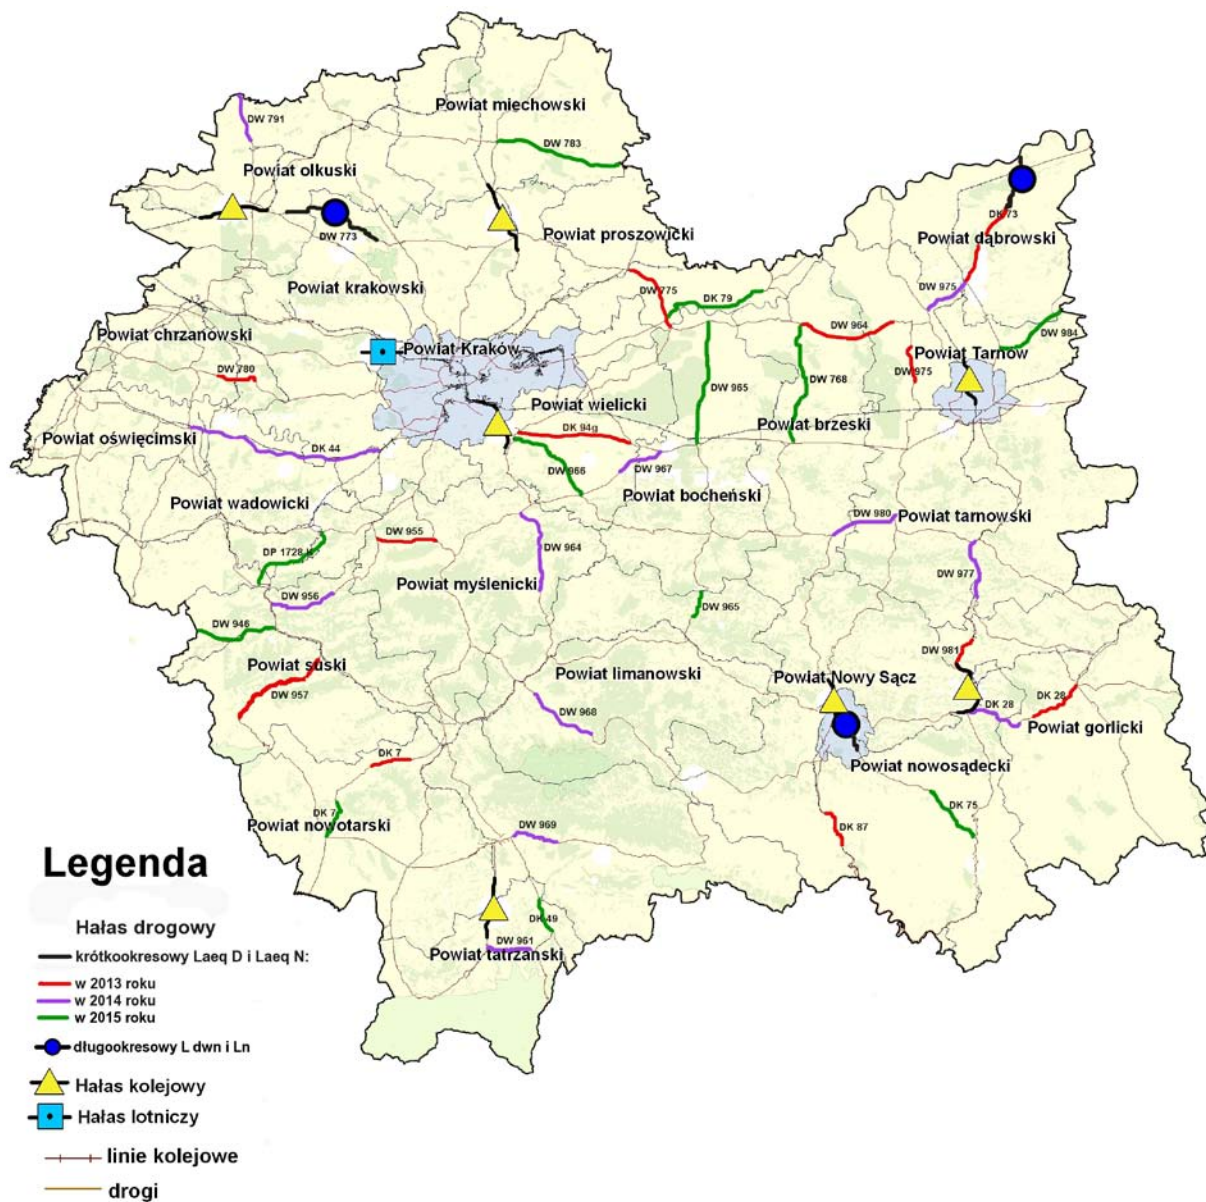 Powiat miechowski
DW 791
DW 783
Powiat olkuski
DK 73
DW 773
Powiat proszowicki
Powiat dąbrowski
Powiat krakowski
DW 775
DK 79
DW 975
Powiat chrzanowski
DW 964
DW 984
Powiat Kraków
Powiat Tarnów
DW 780
DW 975
DW 965
DW 768
Powiat wielicki
Powiat brzeski
Powiat oświęcimski
DK 44
DK 94g
DW 966
DW 967
Powiat bocheński
Powiat wadowicki
DW 980
Powiat tarnowski
DW 955
DP 1728 K
DW 964
DW 977
Powiat myślenicki
DW 956
DW 965
DW 946
DW 981
Powiat suski
Powiat limanowski
Powiat Nowy Sącz
DW 957
DK 28
DK 28
DW 968
Powiat gorlicki
DK 7
Powiat nowosądecki
DK 7
DK 75
Powiat nowotarski
DW 969
DK 87
DK 49
DW 961
Powiat tatrzański
Legenda
Hałas drogowy
krótkookresowy Laeq D i Laeq N:
w 2013 roku
w 2014 roku
w 2015 roku
długookresowy L dwn i Ln
Hałas kolejowy
Hałas lotniczy
linie kolejowe
drogi